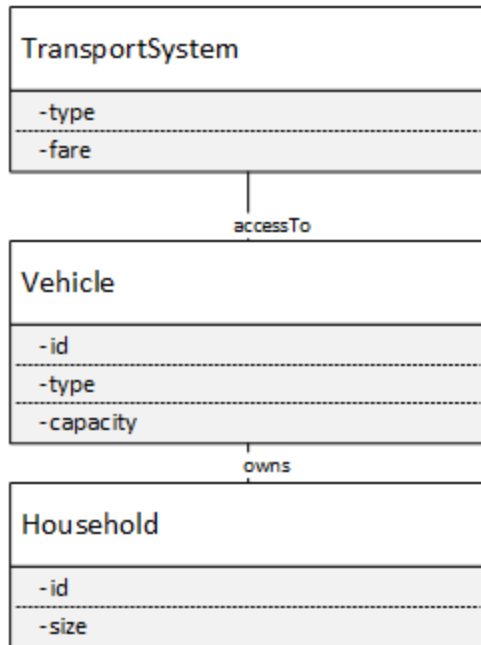 TransportSystem
-type
-fare
accessTo
Vehicle
-id
-type
-capacity
owns
Household
-id
-size